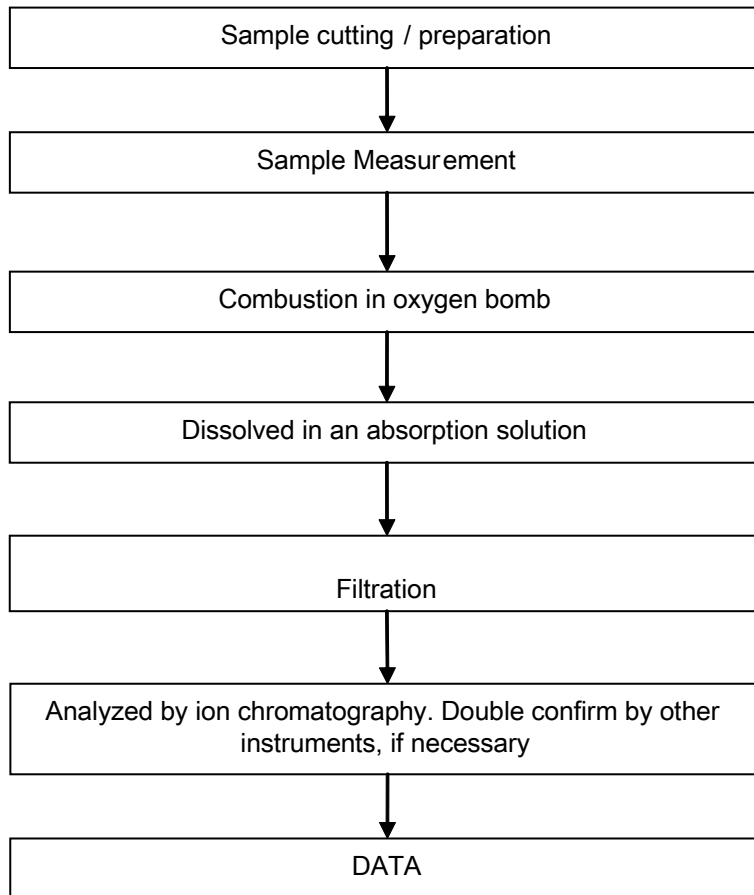 Sample cutting / preparation
Sample Measurement
Combustion in oxygen bomb
Dissolved in an absorption solution
Filtration
Analyzed by ion chromatography. Double confirm by other
instruments, if necessary
DATA